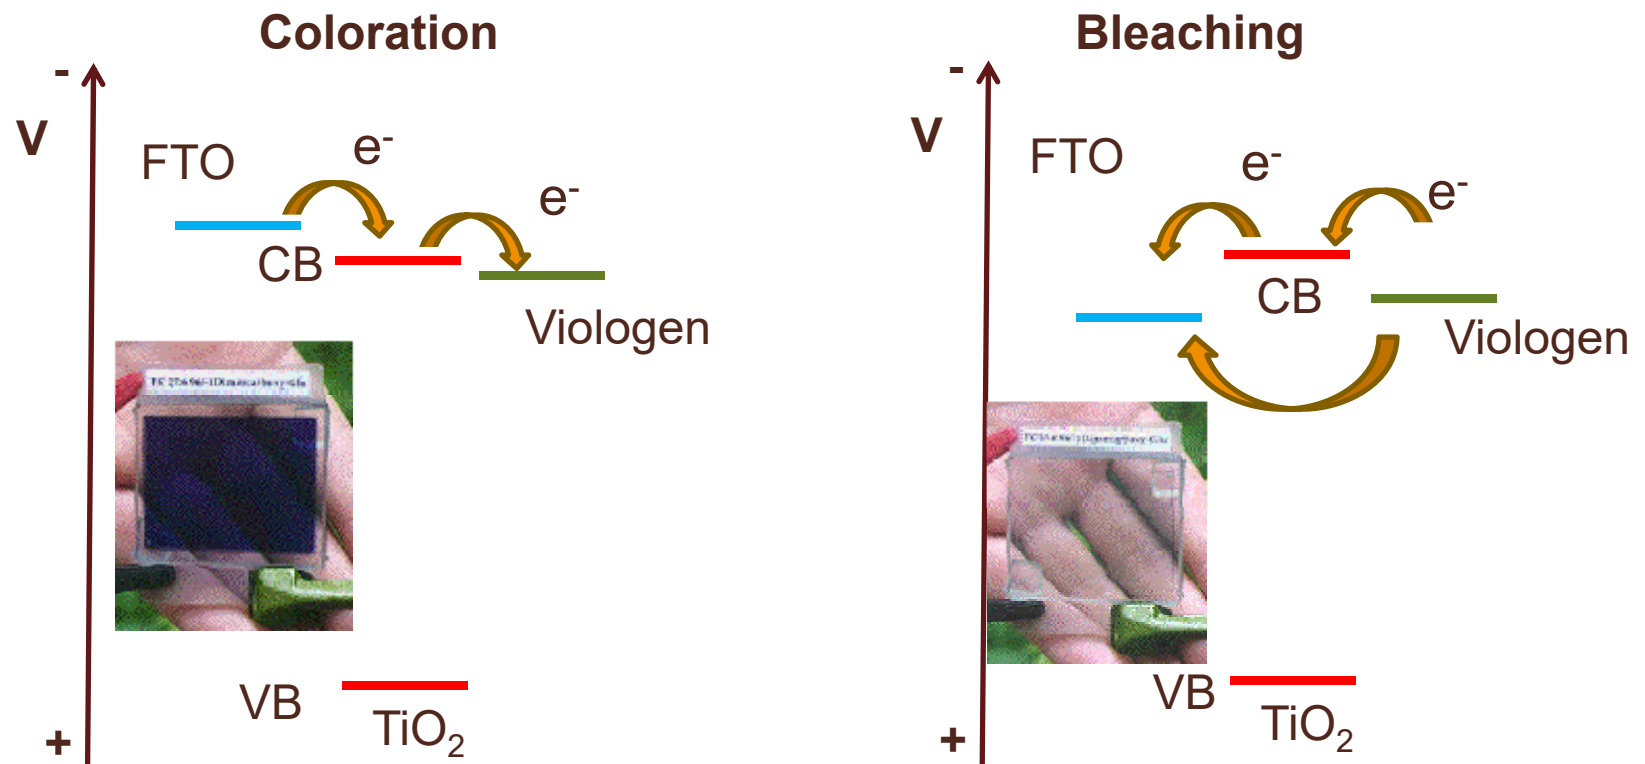 Coloration
-
V
FTO
e-
e-
CB
Viologen
VB
TiO2
+
Bleaching
-
V
FTO
e-
e-
CB
Viologen
VB
TiO2
+